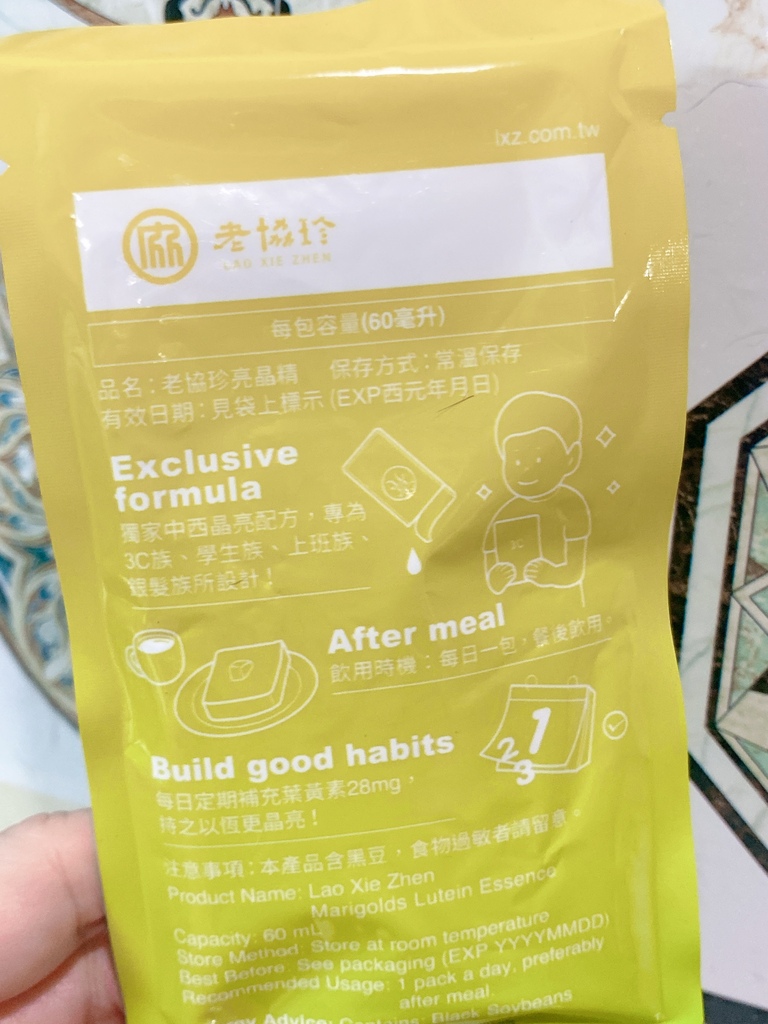 lxz.com.tw
老協珍
LAO XIE ZHEN
每包容量(60毫升)
品名：老協珍亮晶精 保存方式：常溫保存
有效日期：見袋上標示 (EXP西元年月日)
Exclusive
formula
獨家中西晶亮配方，專為
3C族、學生族、上班族、
銀髮族所設計！
3C
After meal
飲用時機：每日一包，餐後飲用。
Build good habits
1
2
3
每日定期補充葉黃素28mg，
持之以恆更晶亮！
注意事項：本產品含黑豆，食物過敏者請留意。
Product Name: Lao Xie Zhen
Marigolds Lutein Essence
Capacity: 60 mL
Store Method: Store at room temperature
Best Before: See packaging (EXP YYYYMMDD)
Recommended Usage: 1 pack a day, preferably
after meal.
Advice: Contains: Black Soybeans